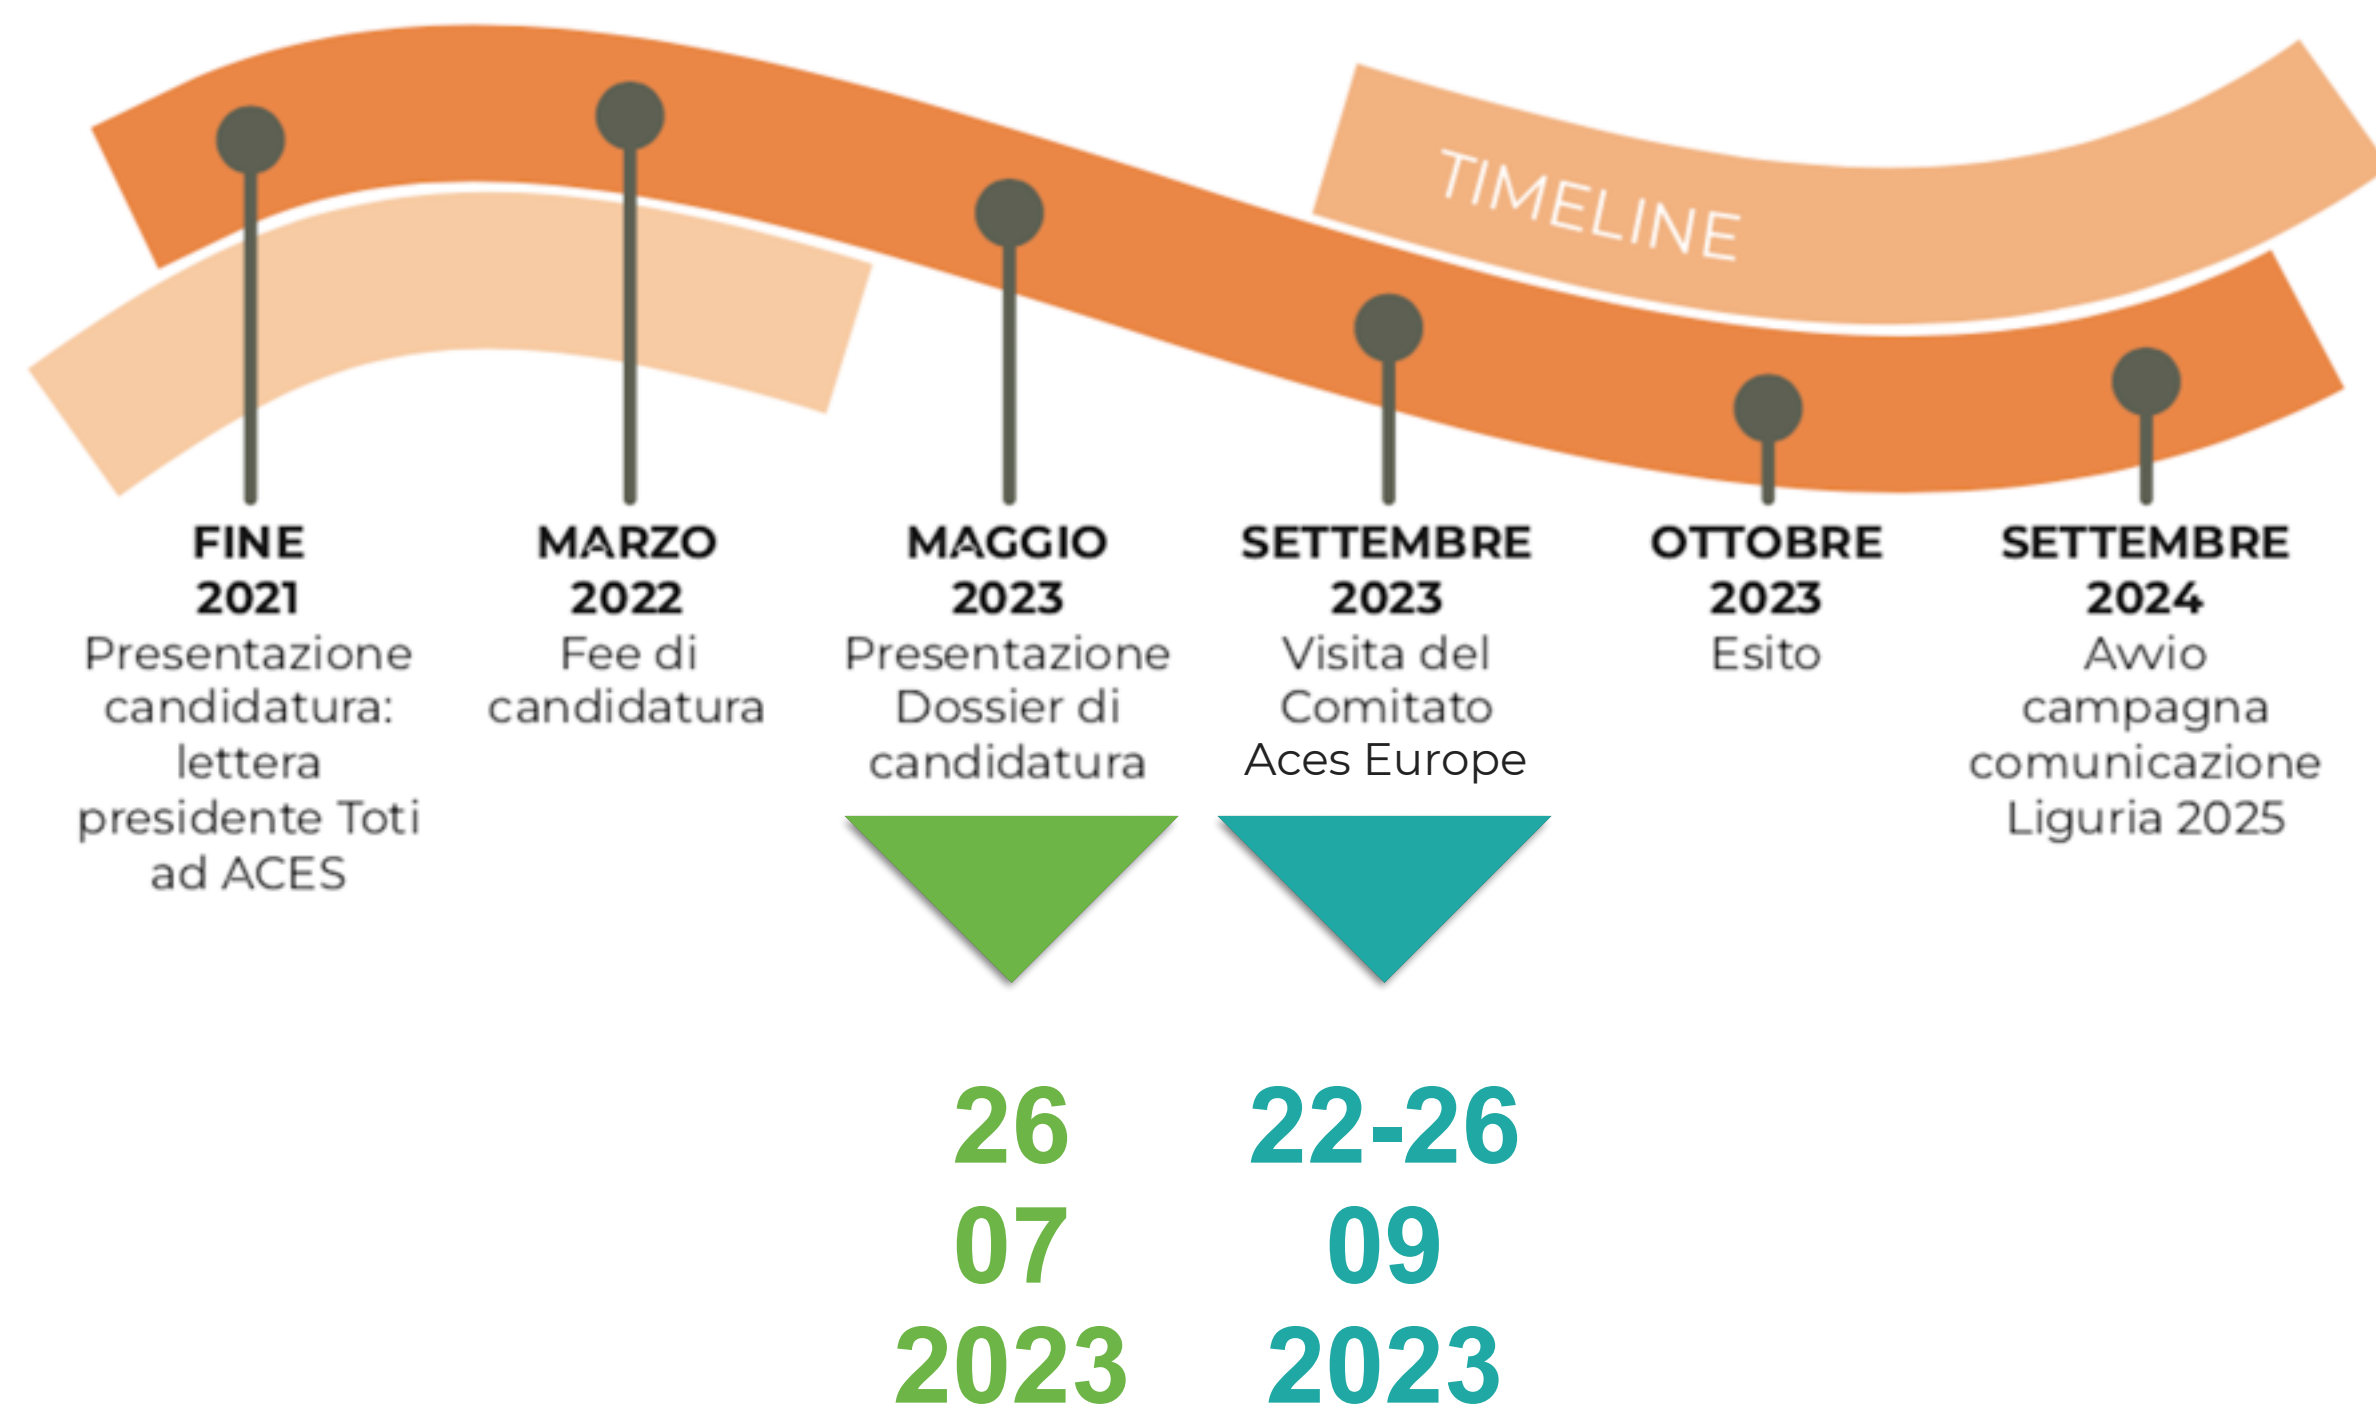 TIMELINE
FINE
2021
Presentazione
candidatura:
lettera
presidente Toti
ad ACES
MARZO
2022
Fee di
candidatura
MAGGIO
2023
Presentazione
Dossier di
candidatura
26
07
2023
SETTEMBRE
2023
Visita del
Comitato
Aces Europe
22-26
09
2023
OTTOBRE
2023
Esito
SETTEMBRE
2024
Avvio
campagna
comunicazione
Liguria 2025